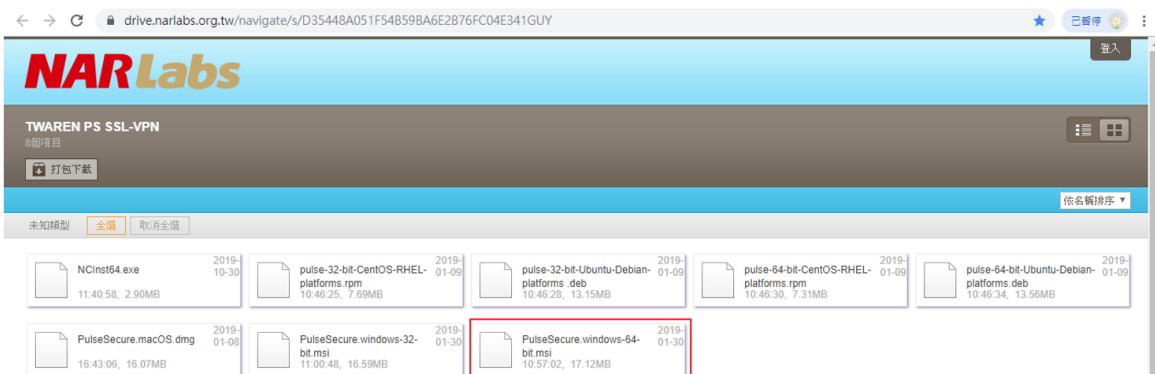 drive.narlabs.org.tw/navigate/s/D35448A051F54B59BA6E2B76FC04E341GUY
已暫停
登入
NARLabs
TWAREN PS SSL-VPN
8個項目
打包下載
依名稱排序
未知類型 全選 取消全選
NCInst64.exe
2019-
10-30
11:40:58, 2.90MB
pulse-32-bit-CentOS-RHEL-
platforms.rpm
2019-
01-09
10:46:25, 7.69MB
pulse-32-bit-Ubuntu-Debian-
platforms .deb
2019-
01-09
10:46:28, 13.15MB
pulse-64-bit-CentOS-RHEL-
platforms.rpm
2019-
01-09
10:46:30, 7.31MB
pulse-64-bit-Ubuntu-Debian-
platforms.deb
2019-
01-09
10:46:34, 13.56MB
PulseSecure.macOS.dmg
2019-
01-08
16:43:06, 16.07MB
PulseSecure.windows-32-
bit.msi
2019-
01-30
11:00:48, 16.59MB
PulseSecure.windows-64-
bit.msi
2019-
01-30
10:57:02, 17.12MB